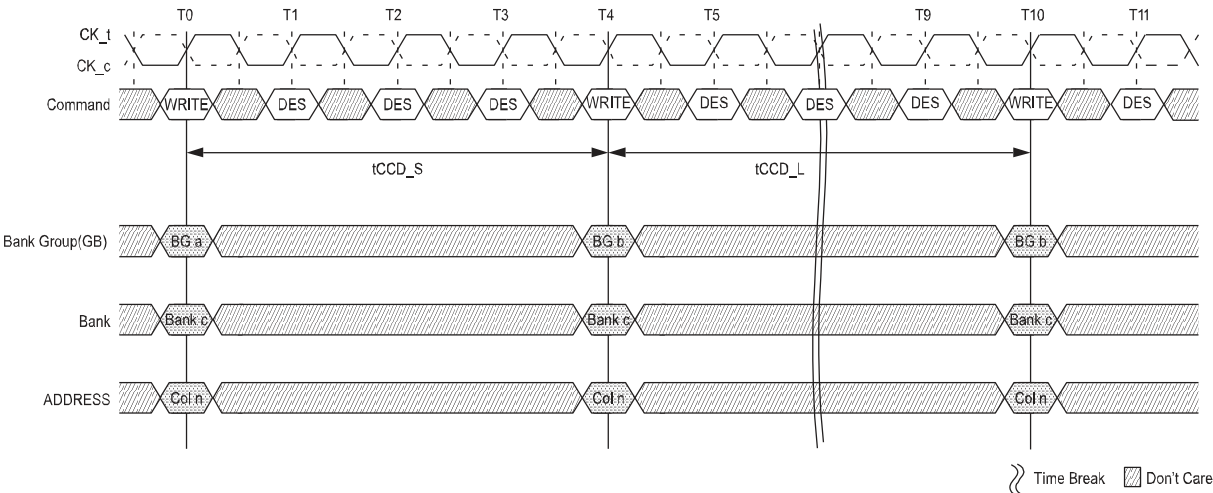 T0 T1 T2 T3 T4 T5 T9 T10 T11
CK_t
CK_c
Command WRITE DES DES DES WRITE DES DES DES WRITE DES
tCCD_S tCCD_L
Bank Group(GB) BG a BG b BG b
Bank Bank c Bank c Bank c
ADDRESS Col n Col n Col n
Time Break Don't Care